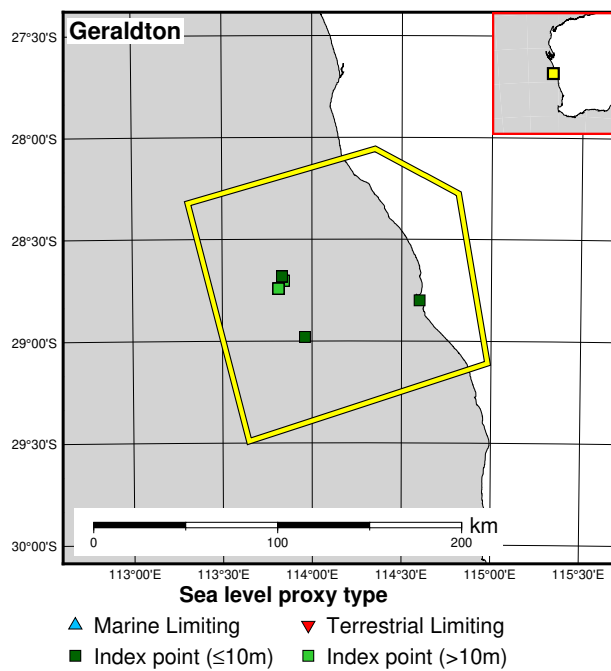 Geraldton
27°30'S
28°00'S
28°30'S
29°00'S
29°30'S
30°00'S
km
0 100 200
113°00'E 113°30'E 114°00'E 114°30'E 115°00'E 115°30'E
Sea level proxy type
Marine Limiting Terrestrial Limiting
Index point (≤10m) Index point (>10m)